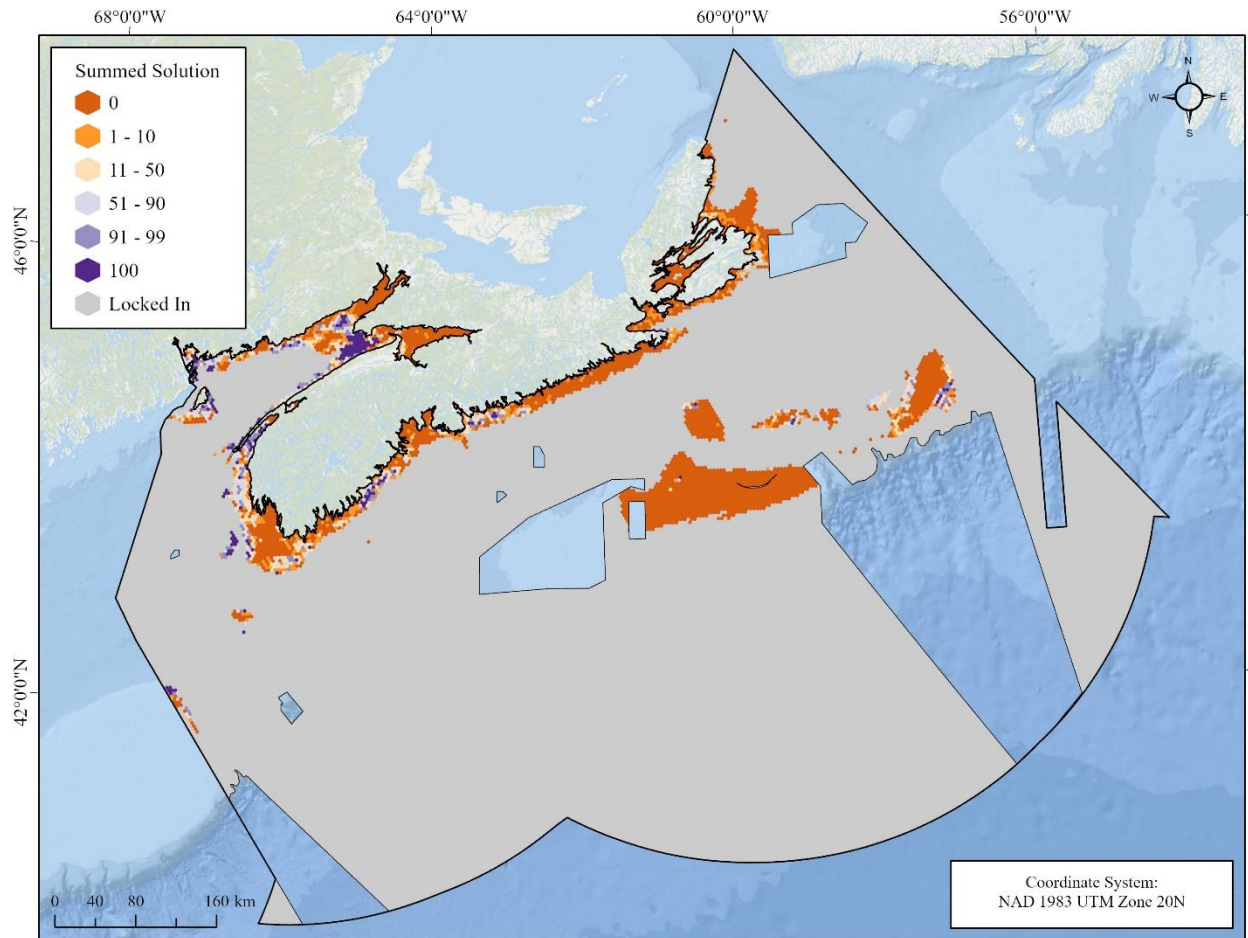 68°0'0"W 64°0'0"W 60°0'0"W 56°0'0"W
Summed Solution
0
1 - 10
11 - 50
51 - 90
91 - 99
100
Locked In
N
W E
S
46°0'0"N
42°0'0"N
0 40 80 160 km
Coordinate System:
NAD 1983 UTM Zone 20N